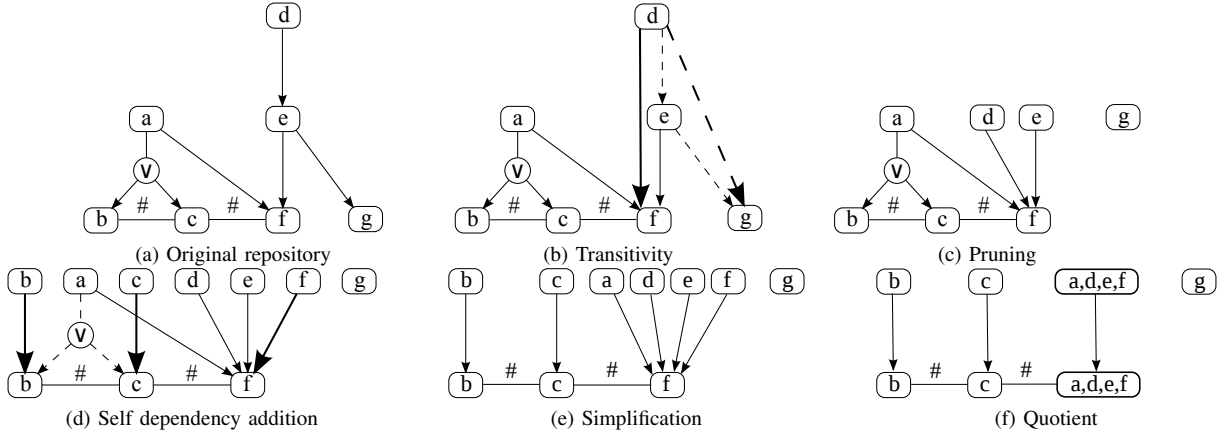 d
d
a
e
a
e
a
d
e
g
∨
∨
∨
# #
# #
# #
b c f g
b c f g
b c f
(a) Original repository
(b) Transitivity
(c) Pruning
b a c d e f g
b c a d e f g
b c a,d,e,f g
∨
# #
# #
# #
b c f
b c f
b c a,d,e,f
(d) Self dependency addition
(e) Simplification
(f) Quotient